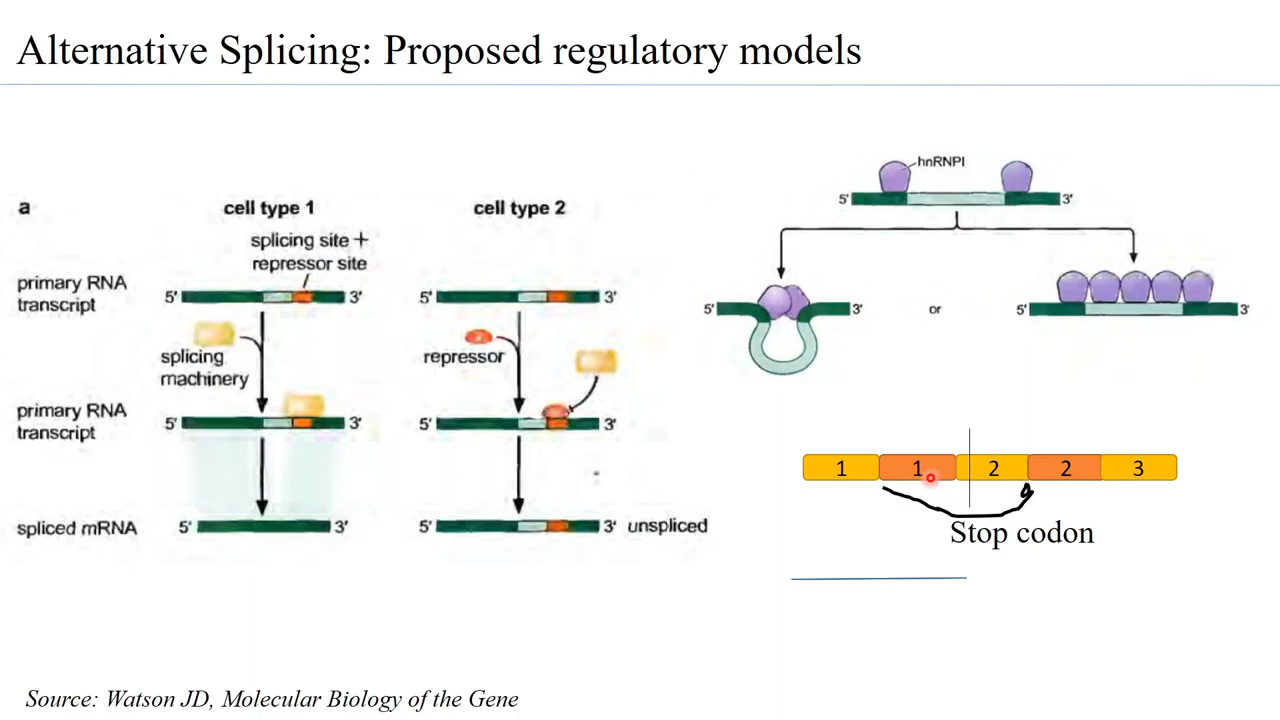 Alternative Splicing: Proposed regulatory models
a
cell type 1
cell type 2
splicing site +
repressor site
primary RNA
transcript
5'
3'
5'
3'
splicing
machinery
repressor
primary RNA
transcript
5'
3'
5'
3'
spliced mRNA
5'
3'
5'
3' unspliced
hnRNPI
5'
3'
5'
3'
or
5'
3'
1 1 2 2 3
Stop codon
Source: Watson JD, Molecular Biology of the Gene